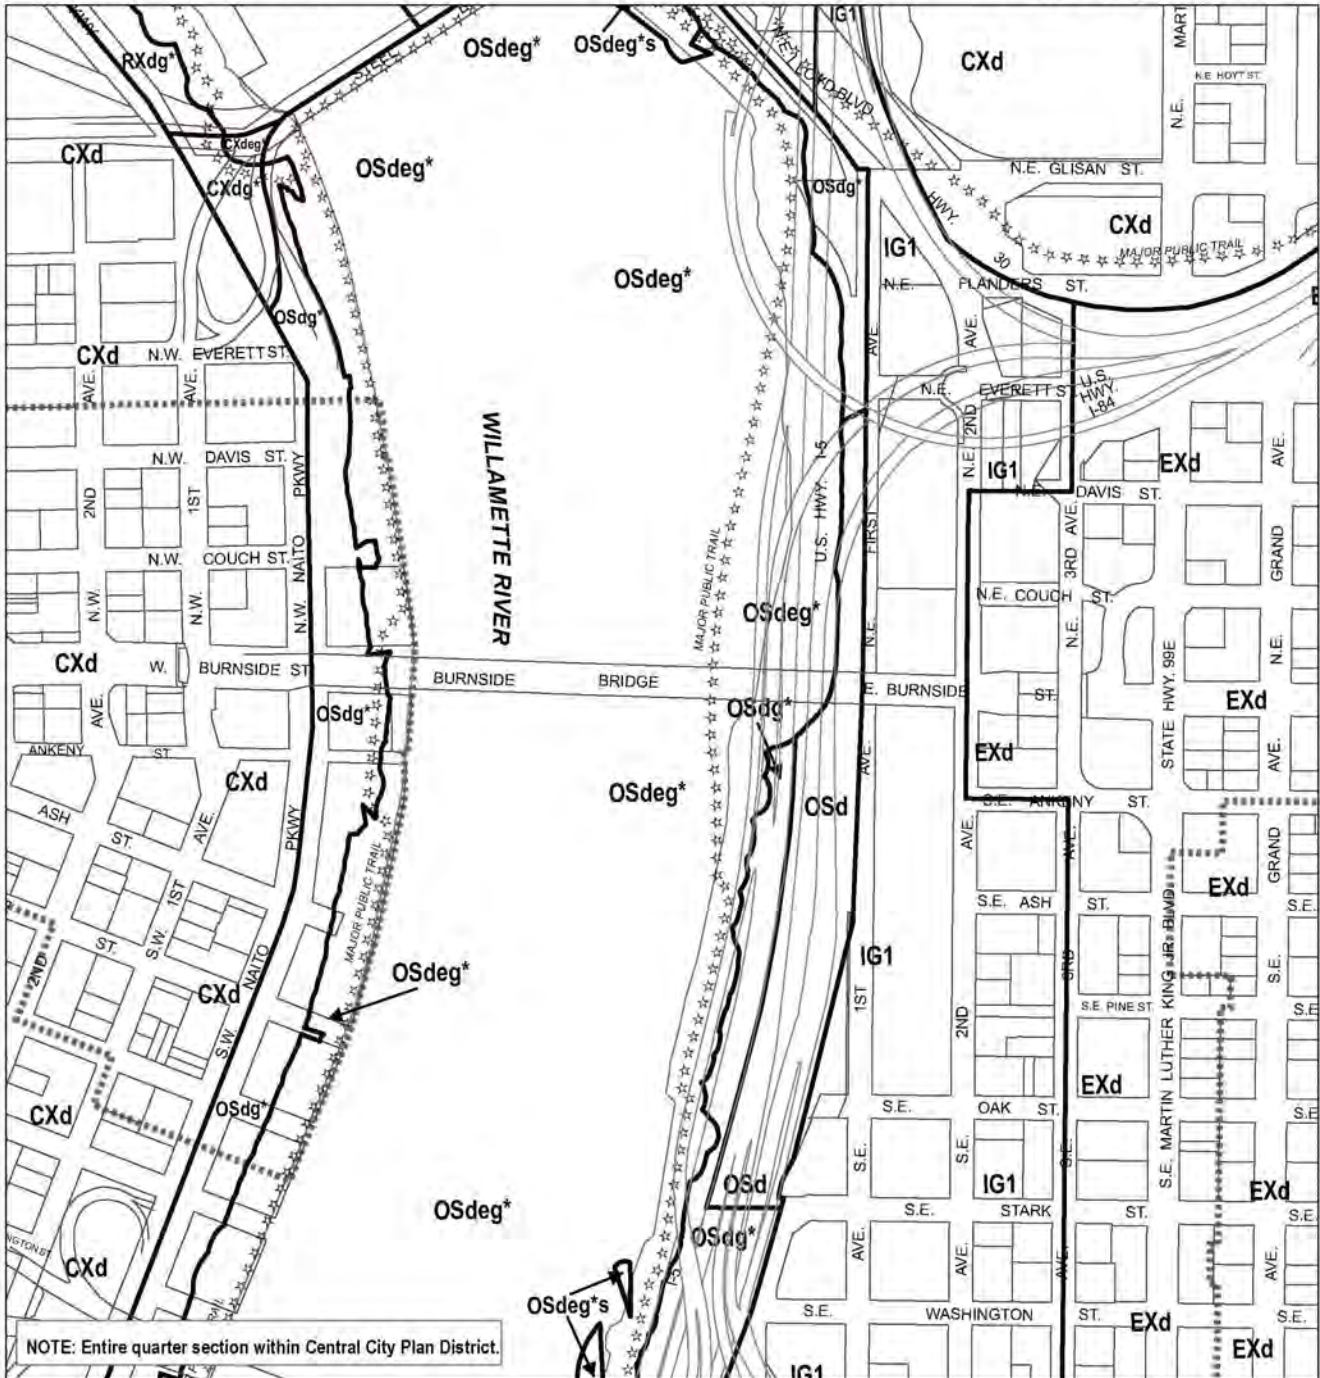 OSdeg*
OSdeg*s
IG1
CXd
MART
N.E. HOYT ST.
N.E.
RXdg*
STEEL
BLVD
CXd
CXdeg*
CXdg*
OSdeg*
OSdg*
N.E. GLISAN ST.
HWY.
30
CXd
MAJOR PUBLIC TRAIL
IG1
OSdeg*
N.E. FLANDERS ST.
OSdg*
CXd
N.W. EVERETT ST.
AVE.
AVE.
AVE.
AVE.
N.E. EVERETT ST.
U.S.
HWY.
I-84
WILLAMETTE RIVER
N.W. DAVIS ST.
PKWY
2ND
1ST
U.S. HWY. I-5
N.E. 2ND
IG1
EXd
AVE.
N.E. DAVIS ST.
FIRST
3RD AVE.
GRAND
N.W. COUCH ST.
N.W. NAITO
N.W.
N.W.
MAJOR PUBLIC TRAIL
OSdeg*
N.E. COUCH ST.
N.E.
N.E.
N.E.
STATE HWY. 99E
CXd
W. BURNSIDE ST.
BURNSIDE BRIDGE
E. BURNSIDE ST.
OSdg*
OSdg*
EXd
AVE.
ANKENY ST.
CXd
EXd
AVE.
AVE.
OSdeg*
OSd
S.E. ANKENY ST.
ASH ST.
AVE.
PKWY
AVE.
AVE.
GRAND
1ST
MAJOR PUBLIC TRAIL
EXd
S.E. ASH ST.
S.E.
ST.
S.W.
2ND
NAITO
OSdeg*
IG1
3RD
S.E.
CXd
1ST
2ND
S.E. PINE ST.
S.E.
S.W.
S.E. MARTIN LUTHER KING JR. BLVD.
CXd
OSdg*
EXd
S.E. OAK ST.
S.E.
S.E.
S.E.
S.E.
OSd
IG1
EXd
OSdeg*
OSdg*
S.E. STARK ST.
S.E.
AVE.
AVE.
AVE.
AVE.
CXd
I-5
OSdeg*s
S.E. WASHINGTON ST.
S.E.
EXd
EXd
NOTE: Entire quarter section within Central City Plan District.
IG1